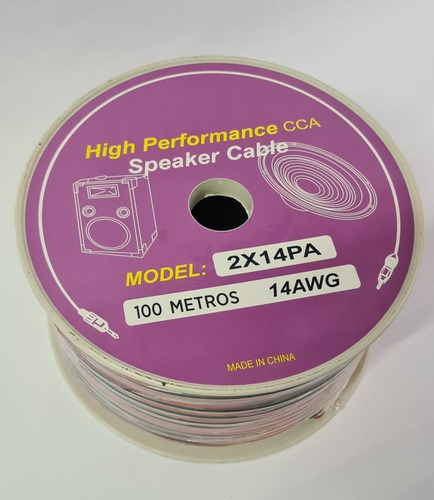 High Performance CCA
Speaker Cable
MODEL: 2X14PA
100 METROS 14AWG
MADE IN CHINA